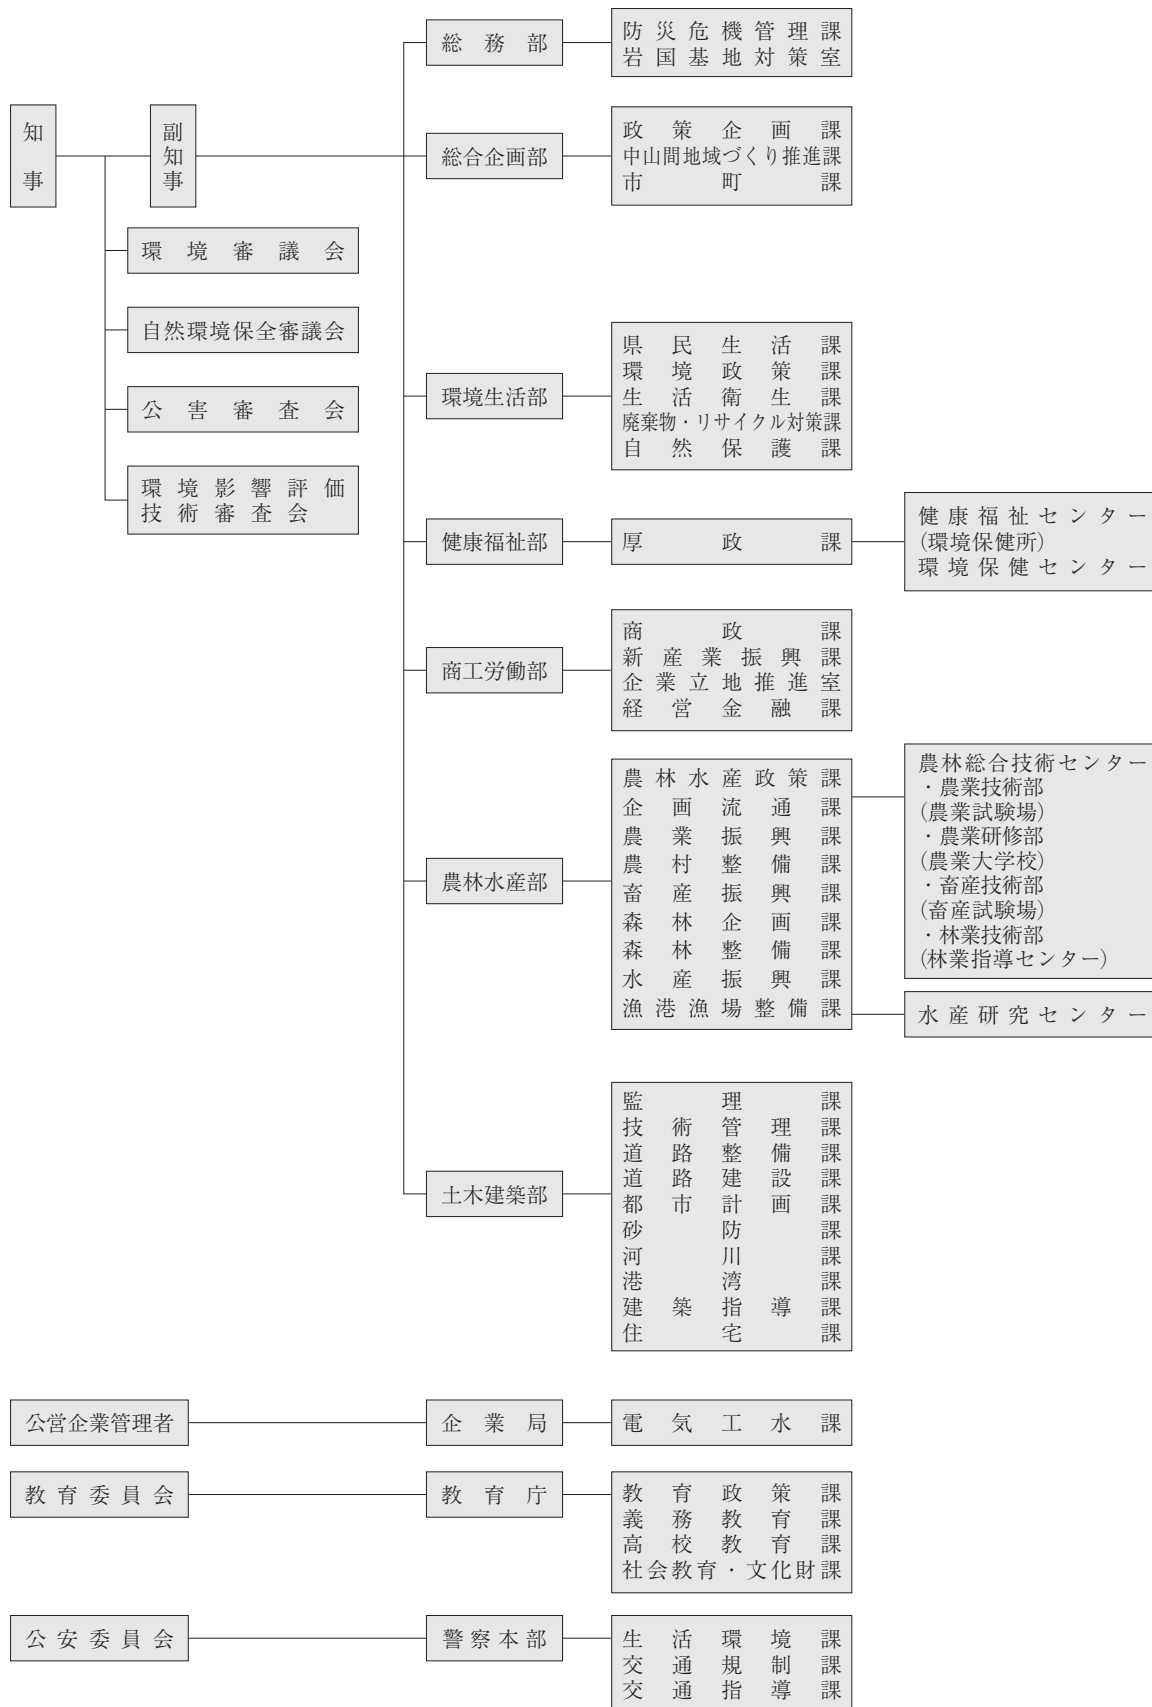 知事
副知事
環境審議会
自然環境保全審議会
公害審査会
環境影響評価
技術審査会
総務部
防災危機管理課
岩国基地対策室
総合企画部
政策企画課
中山間地域づくり推進課
市町課
環境生活部
県民生活課
環境政策課
生活衛生課
廃棄物・リサイクル対策課
自然保護課
健康福祉部
厚政課
健康福祉センター
(環境保健所)
環境保健センター
商工労働部
商政課
新産業振興課
企業立地推進室
経営金融課
農林水産部
農林水産政策課
企画流通課
農業振興課
農村整備課
畜産振興課
森林企画課
森林整備課
水産振興課
漁港漁場整備課
農林総合技術センター
・農業技術部
(農業試験場)
・農業研修部
(農業大学校)
・畜産技術部
(畜産試験場)
・林業技術部
(林業指導センター)
水産研究センター
土木建築部
監理課
技術管理課
道路整備課
道路建設課
都市計画課
砂防課
河川課
港湾課
建築指導課
住宅課
公営企業管理者
企業局
電気工水課
教育委員会
教育庁
教育政策課
義務教育課
高校教育課
社会教育・文化財課
公安委員会
警察本部
生活環境課
交通規制課
交通指導課